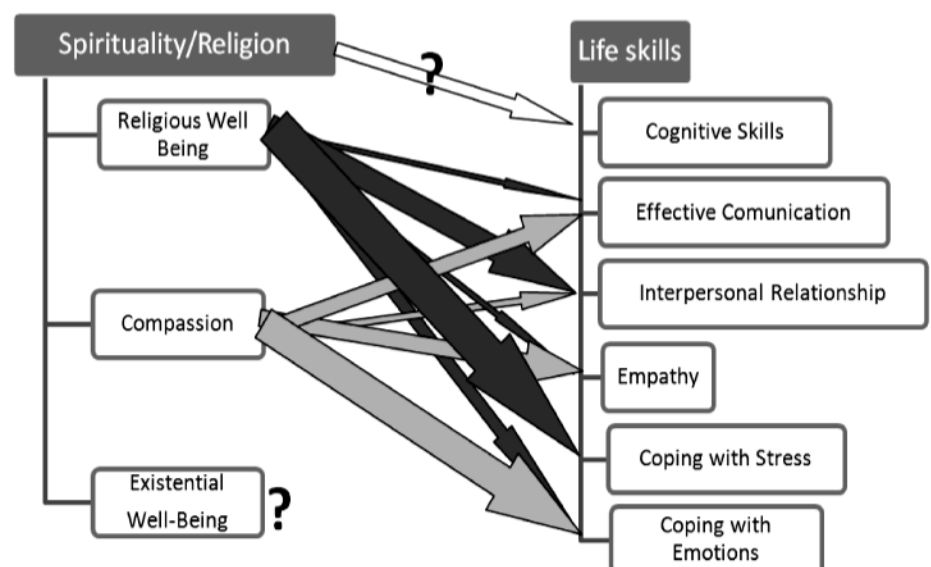 Spirituality/Religion
?
Life skills
Religious Well
Being
Cognitive Skills
Effective Comunication
Interpersonal Relationship
Compassion
Empathy
Coping with Stress
Existential
Well-Being
?
Coping with
Emotions